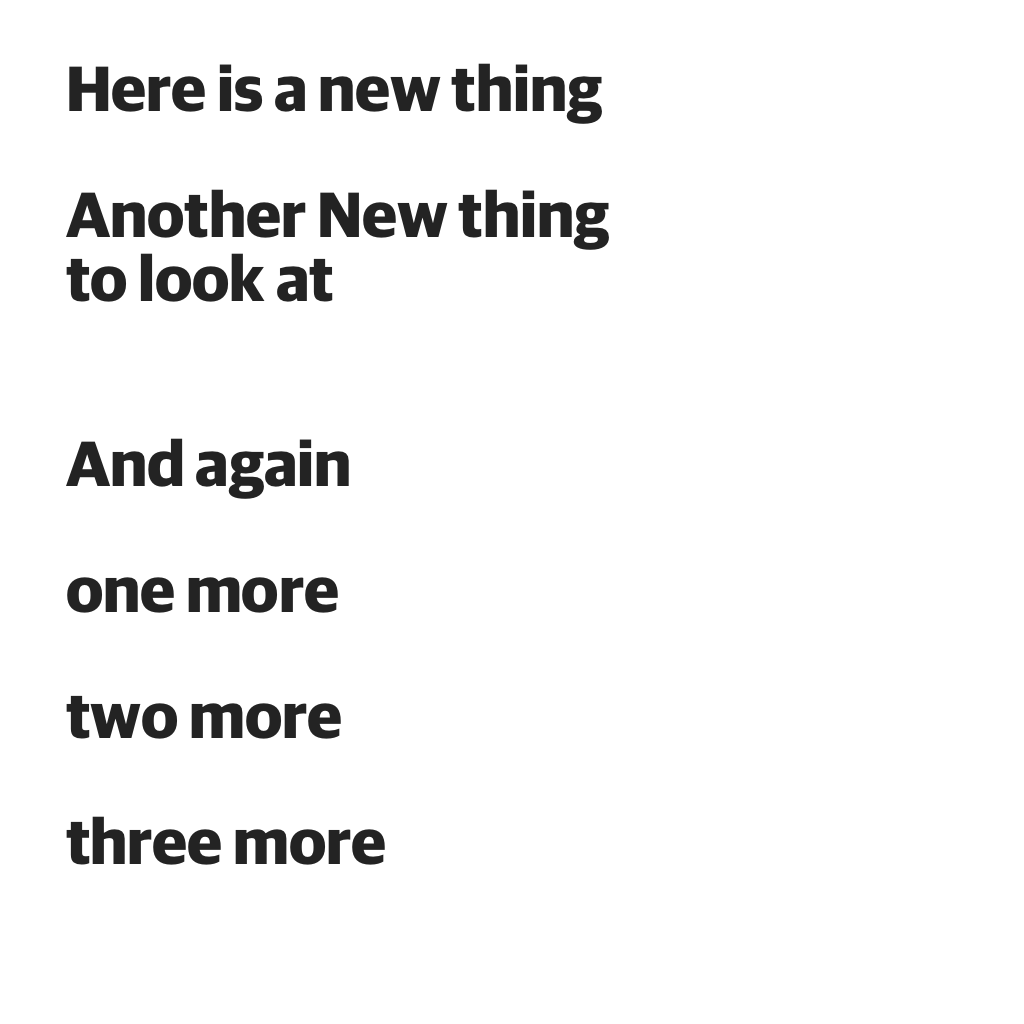 Here is a new thing
Another New thing
to look at
And again
one more
two more
three more